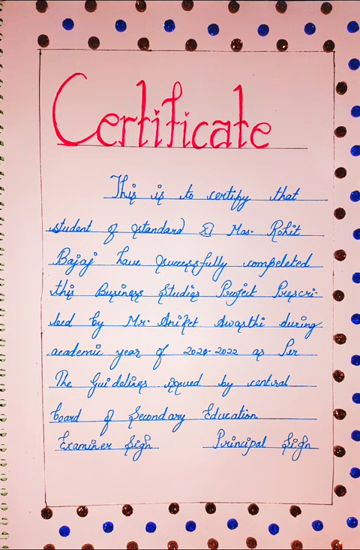 Certificate
This is to certify that
student of standard XI Mas. Rohit
Bajaj have successfully compeleted
this Business Studies Project Prescri-
bed by Mr. Aniket Awasthi during
academic year of 2020-2022 as Per
The Guidelines issued by central
board of Secondary Education
Examiner Sign Principal Sign